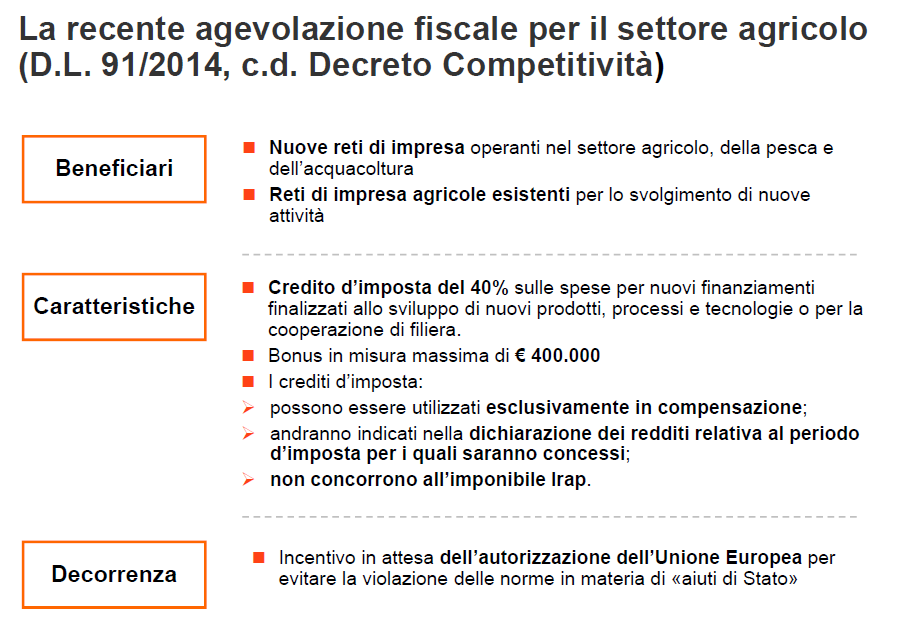 La recente agevolazione fiscale per il settore agricolo
(D.L. 91/2014, c.d. Decreto Competitività)
Beneficiari
Nuove reti di impresa operanti nel settore agricolo, della pesca e
dell'acquacoltura
Reti di impresa agricole esistenti per lo svolgimento di nuove
attività
Caratteristiche
Credito d'imposta del 40% sulle spese per nuovi finanziamenti
finalizzati allo sviluppo di nuovi prodotti, processi e tecnologie o per la
cooperazione di filiera.
Bonus in misura massima di € 400.000
I crediti d'imposta:
possono essere utilizzati esclusivamente in compensazione;
andranno indicati nella dichiarazione dei redditi relativa al periodo
d'imposta per i quali saranno concessi;
non concorrono all'imponibile Irap.
Decorrenza
Incentivo in attesa dell'autorizzazione dell'Unione Europea per
evitare la violazione delle norme in materia di «aiuti di Stato»